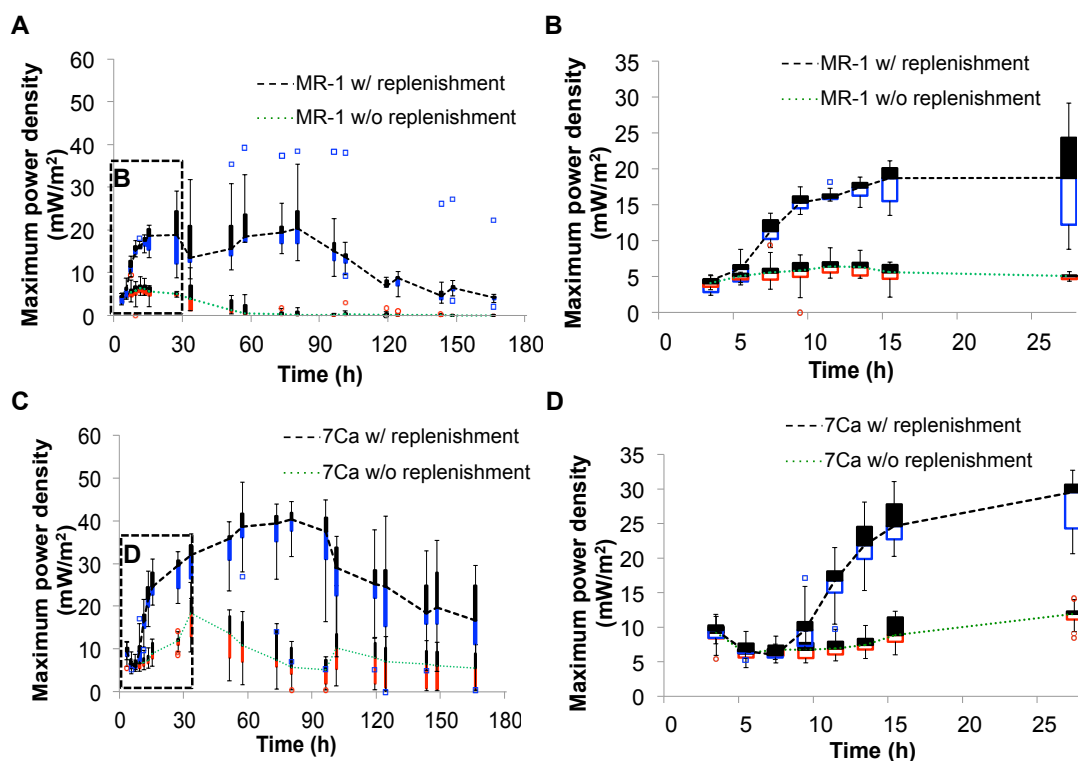 A
Maximum power density
(mW/m²)
60
50
40
30
20
10
0
0 30 60 90 120 150 180
Time (h)
MR-1 w/ replenishment
MR-1 w/o replenishment
B
B
Maximum power density
(mW/m²)
35
30
25
20
15
10
5
0
0 5 10 15 20 25
Time (h)
MR-1 w/ replenishment
MR-1 w/o replenishment
C
Maximum power density
(mW/m²)
60
50
40
30
20
10
0
0 30 60 90 120 150 180
Time (h)
7Ca w/ replenishment
7Ca w/o replenishment
D
D
Maximum power density
(mW/m²)
35
30
25
20
15
10
5
0
0 5 10 15 20 25
Time (h)
7Ca w/ replenishment
7Ca w/o replenishment